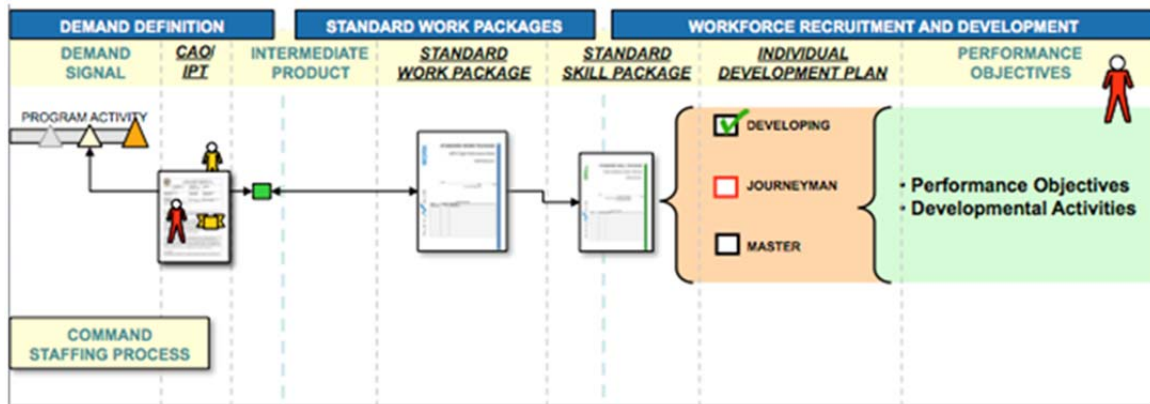 DEMAND DEFINITION
STANDARD WORK PACKAGES
WORKFORCE RECRUITMENT AND DEVELOPMENT
DEMAND
SIGNAL
CAO/
IPT
INTERMEDIATE
PRODUCT
STANDARD
WORK PACKAGE
STANDARD
SKILL PACKAGE
INDIVIDUAL
DEVELOPMENT PLAN
PERFORMANCE
OBJECTIVES
PROGRAM ACTIVITY
DEVELOPING
JOURNEYMAN
MASTER
• Performance Objectives
• Developmental Activities
COMMAND
STAFFING PROCESS